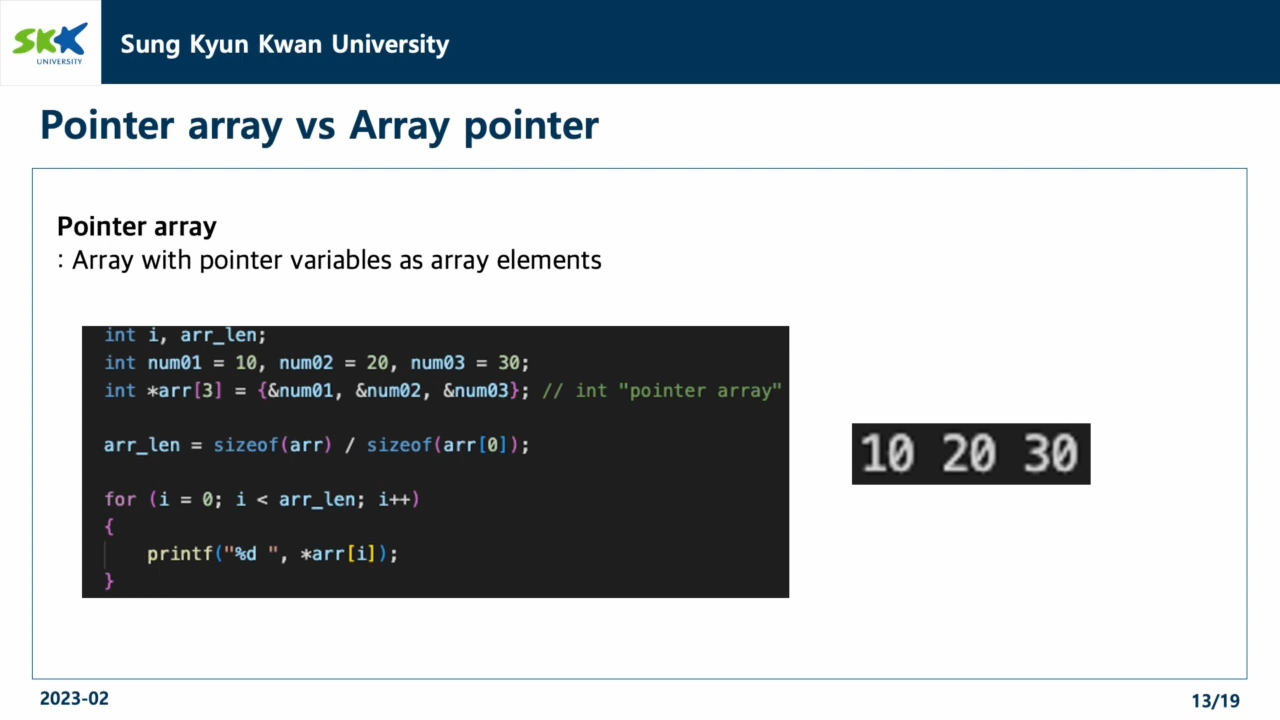 SKK
UNIVERSITY
Sung Kyun Kwan University
Pointer array vs Array pointer
Pointer array
: Array with pointer variables as array elements
int i, arr_len;
int num01 = 10, num02 = 20, num03 = 30;
int *arr[3] = {&num01, &num02, &num03}; // int "pointer array"
arr_len = sizeof(arr) / sizeof(arr[0]);
for (i = 0; i < arr_len; i++)
{
printf("%d ", *arr[i]);
}
10 20 30
2023-02
13/19